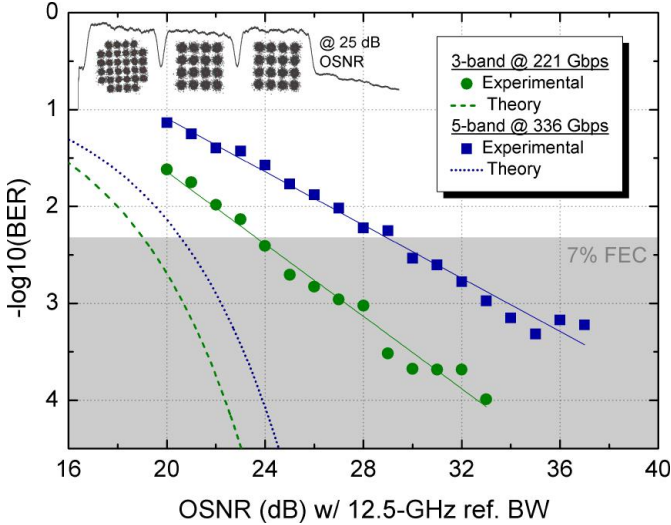 @ 25 dB
OSNR
3-band @ 221 Gbps
Experimental
Theory
5-band @ 336 Gbps
Experimental
Theory
7% FEC
-log10(BER)
1
2
3
4
16 20 24 28 32 36 40
OSNR (dB) w/ 12.5-GHz ref. BW